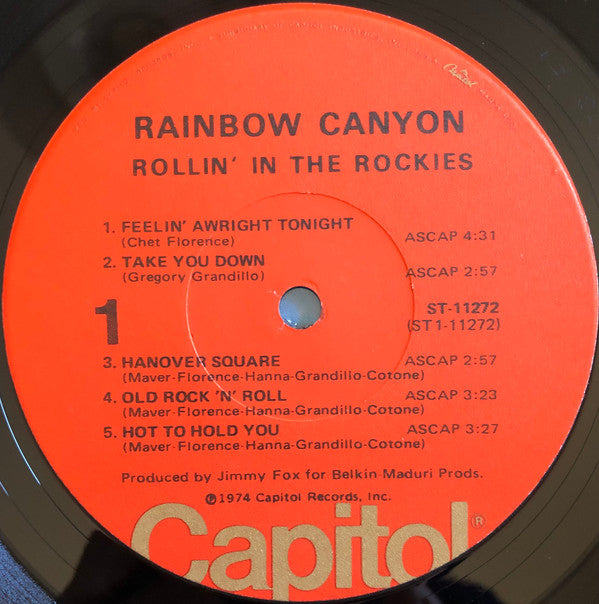 Capitol
RAINBOW CANYON
ROLLIN' IN THE ROCKIES
1. FEELIN' AWRIGHT TONIGHT
(Chet Florence) ASCAP 4:31
2. TAKE YOU DOWN
(Gregory Grandillo) ASCAP 2:57
1 ST-11272
(ST1-11272)
3. HANOVER SQUARE ASCAP 2:57
(Maver-Florence-Hanna-Grandillo-Cotone)
4. OLD ROCK 'N' ROLL ASCAP 3:23
(Maver-Florence-Hanna-Grandillo-Cotone)
5. HOT TO HOLD YOU ASCAP 3:27
(Maver-Florence-Hanna-Grandillo-Cotone)
Produced by Jimmy Fox for Belkin-Maduri Prods.
℗1974 Capitol Records, Inc.
Capitol®